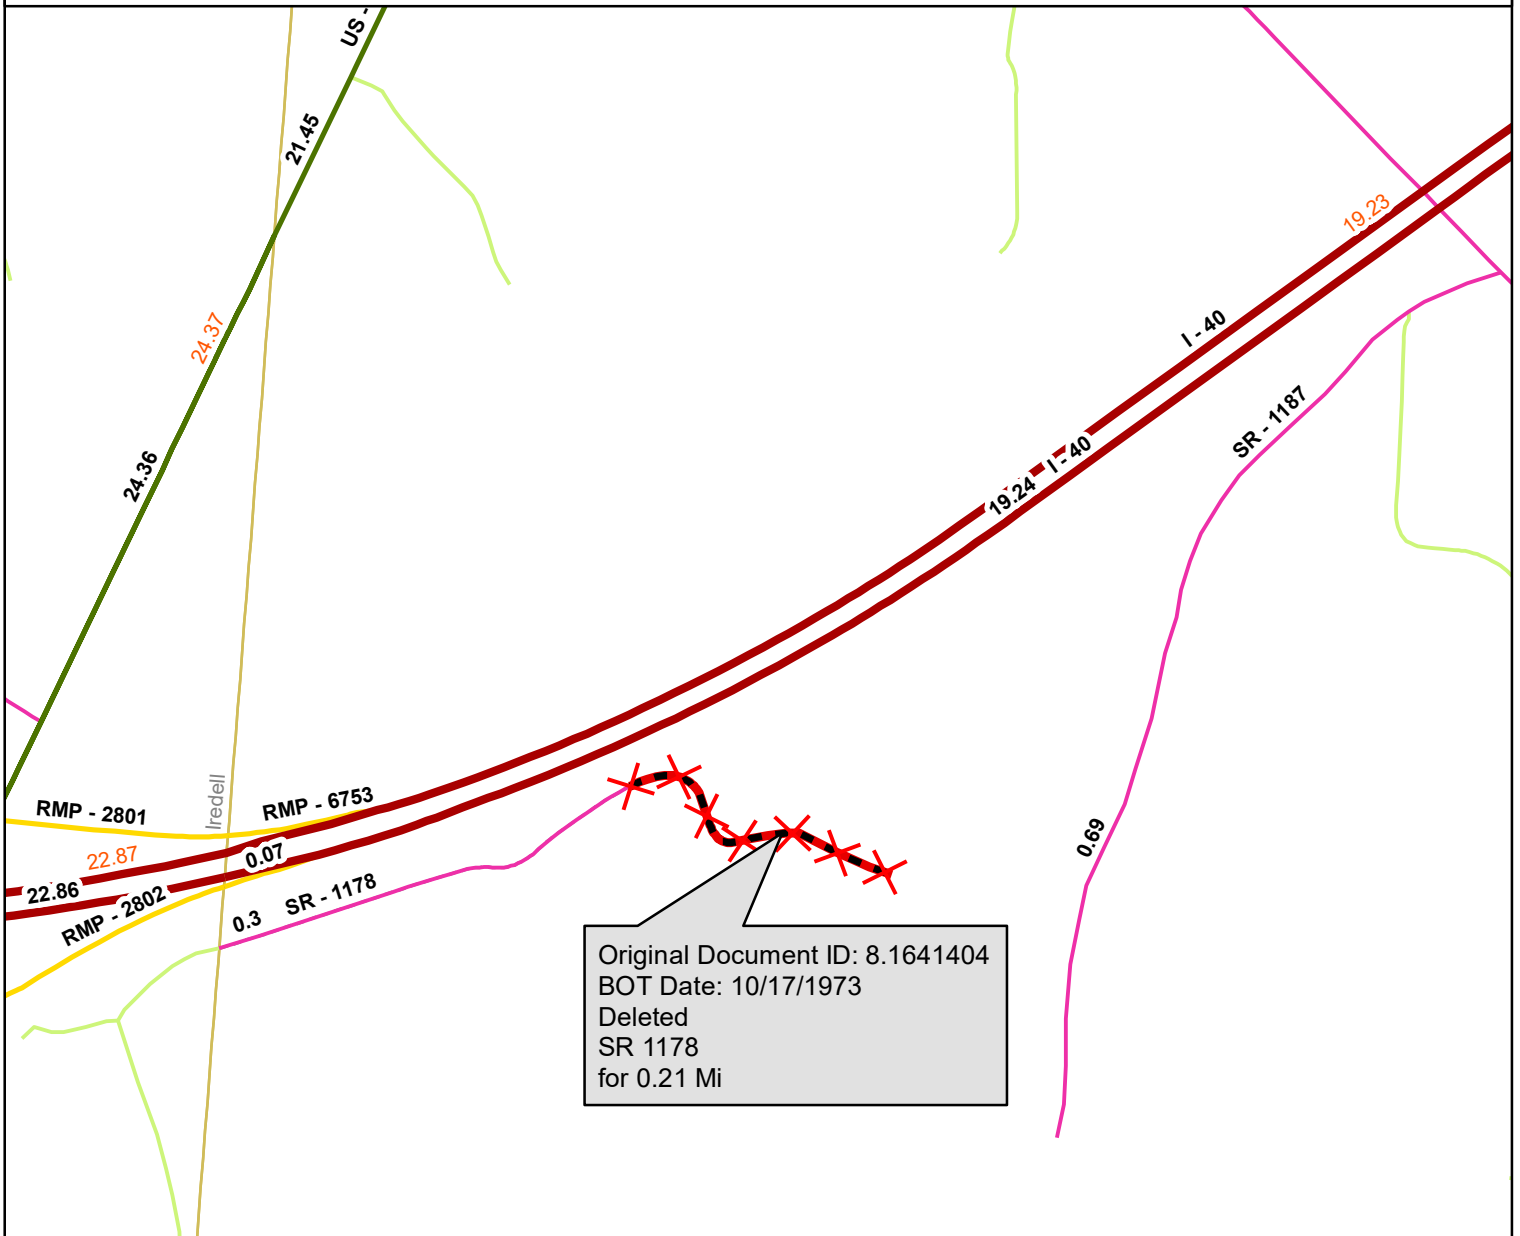 US -
21.45
19.23
24.37
I - 40
SR - 1187
I - 40
24.36
19.24
Iredell
RMP - 2801
RMP - 6753
0.69
22.87
0.07
22.86
RMP - 2802
SR - 1178
0.3
Original Document ID: 8.1641404
BOT Date: 10/17/1973
Deleted
SR 1178
for 0.21 Mi